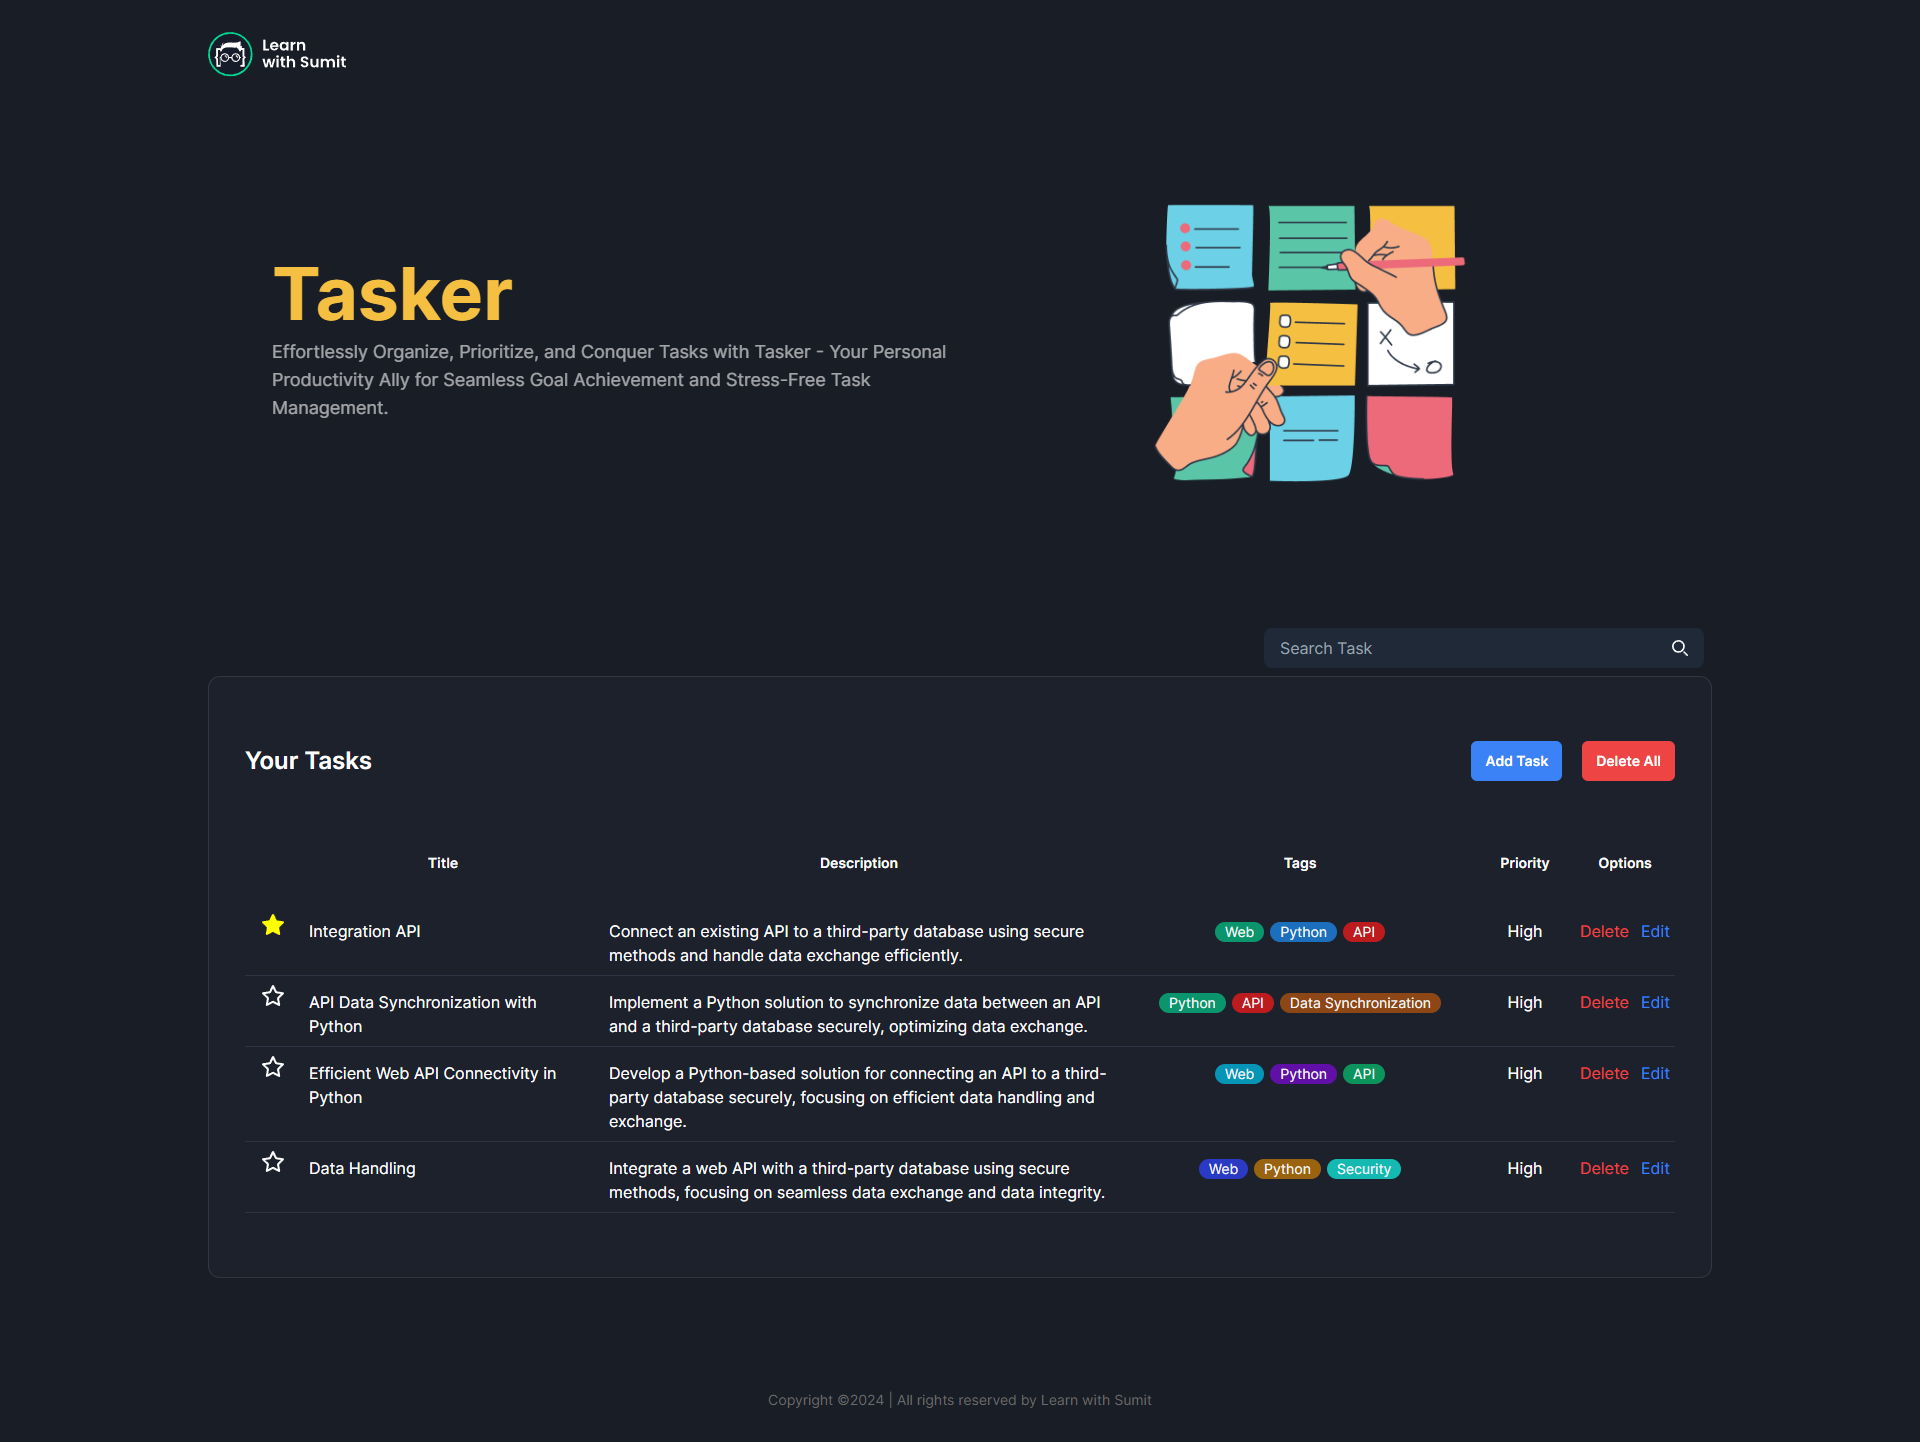 Learn
with Sumit
Tasker
Effortlessly Organize, Prioritize, and Conquer Tasks with Tasker - Your Personal
Productivity Ally for Seamless Goal Achievement and Stress-Free Task
Management.
Search Task
Your Tasks
Add Task
Delete All
Title Description Tags Priority Options
Integration API
Connect an existing API to a third-party database using secure
methods and handle data exchange efficiently.
Web Python API
High
Delete Edit
API Data Synchronization with
Python
Implement a Python solution to synchronize data between an API
and a third-party database securely, optimizing data exchange.
Python API Data Synchronization
High
Delete Edit
Efficient Web API Connectivity in
Python
Develop a Python-based solution for connecting an API to a third-
party database securely, focusing on efficient data handling and
exchange.
Web Python API
High
Delete Edit
Data Handling
Integrate a web API with a third-party database using secure
methods, focusing on seamless data exchange and data integrity.
Web Python Security
High
Delete Edit
Copyright ©2024 | All rights reserved by Learn with Sumit